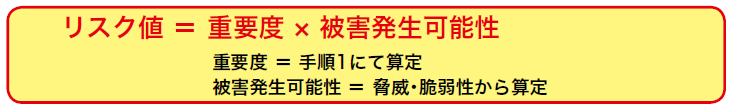 リスク値 ＝ 重要度 × 被害発生可能性
重要度 ＝ 手順1にて算定
被害発生可能性 ＝ 脅威･脆弱性から算定